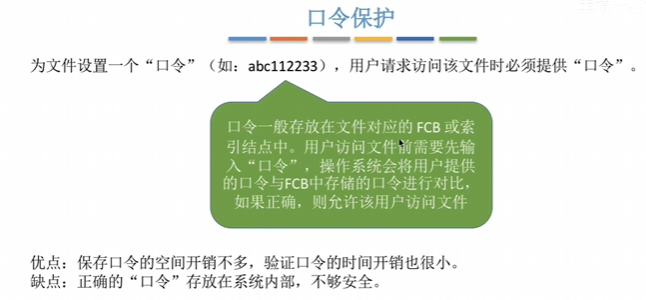 口令保护
为文件设置一个“口令”（如：abc112233），用户请求访问该文件时必须提供“口令”。
口令一般存放在文件对应的 FCB 或索
引结点中。用户访问文件前需要先输
入“口令”，操作系统会将用户提供
的口令与FCB中存储的口令进行对比，
如果正确，则允许该用户访问文件
优点：保存口令的空间开销不多，验证口令的时间开销也很小。
缺点：正确的“口令”存放在系统内部，不够安全。